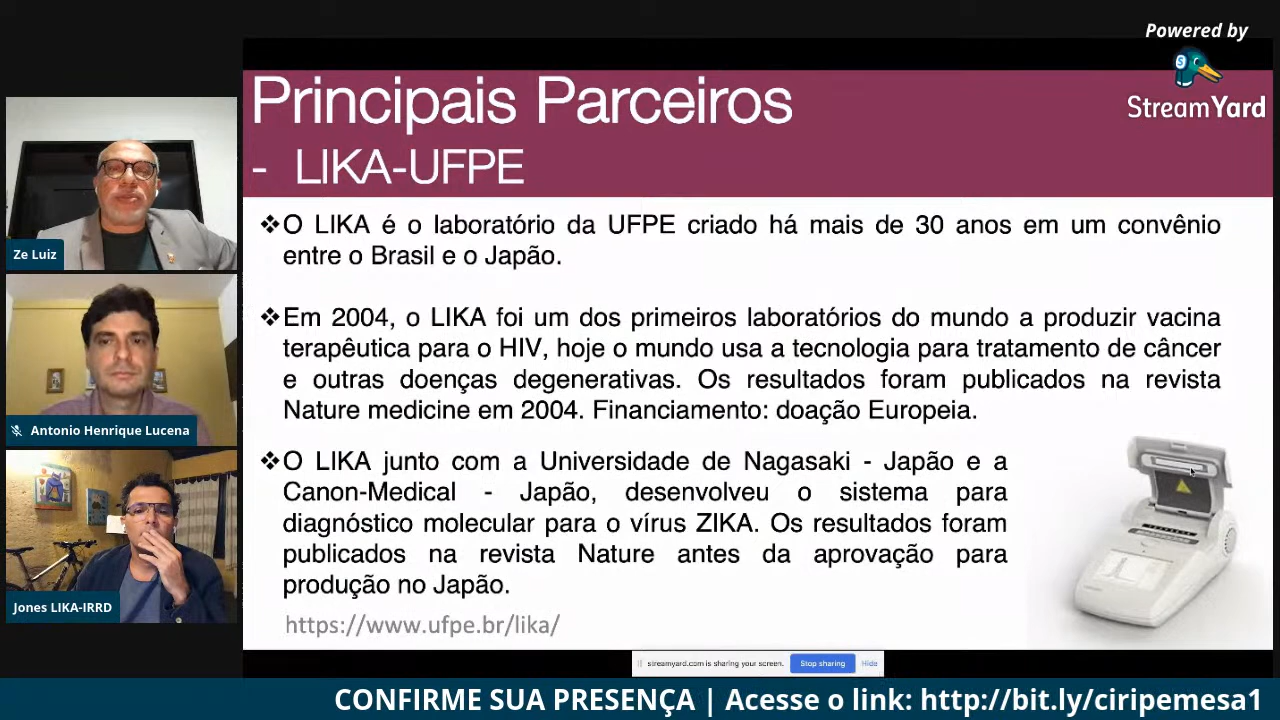 Powered by
StreamYard
Principais Parceiros
- LIKA-UFPE
❖O LIKA é o laboratório da UFPE criado há mais de 30 anos em um convênio
entre o Brasil e o Japão.
❖Em 2004, o LIKA foi um dos primeiros laboratórios do mundo a produzir vacina
terapêutica para o HIV, hoje o mundo usa a tecnologia para tratamento de câncer
e outras doenças degenerativas. Os resultados foram publicados na revista
Nature medicine em 2004. Financiamento: doação Europeia.
❖O LIKA junto com a Universidade de Nagasaki - Japão e a
Canon-Medical - Japão, desenvolveu o sistema para
diagnóstico molecular para o vírus ZIKA. Os resultados foram
publicados na revista Nature antes da aprovação para
produção no Japão.
https://www.ufpe.br/lika/
Ze Luiz
Antonio Henrique Lucena
Jones LIKA-IRRD
streamyard.com is sharing your screen. Stop sharing Hide
CONFIRME SUA PRESENÇA | Acesse o link: http://bit.ly/ciripemesa1